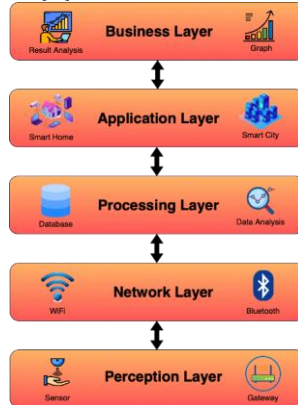 Business Layer
Result Analysis
Graph
Application Layer
Smart Home
Smart City
Processing Layer
Database
Data Analysis
Network Layer
WiFi
Bluetooth
Perception Layer
Sensor
Gateway